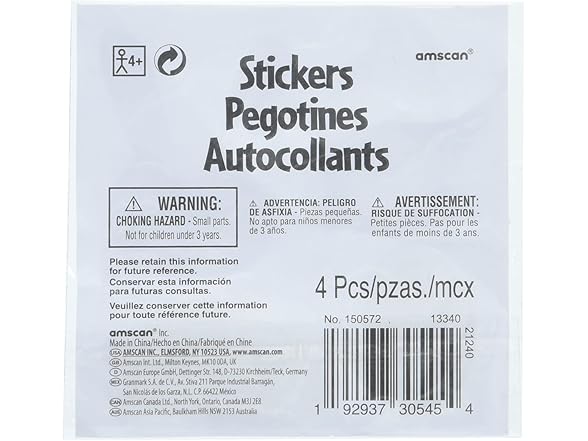 4+
amscan®
Stickers
Pegotines
Autocollants
WARNING:
CHOKING HAZARD - Small parts.
Not for children under 3 years.
ADVERTENCIA: PELIGRO
DE ASFIXIA - Piezas pequeñas.
No apto para niños menores
de 3 años.
AVERTISSEMENT:
RISQUE DE SUFFOCATION -
Petites pièces. Pas pour les
enfants de moins de 3 ans.
Please retain this information
for future reference.
Conservar esta información
para futuras consultas.
Veuillez conserver cette information
pour toute référence future.
4 Pcs/pzas./mcx
amscan® Inc.
Made in China/Hecho en China/Fabriqué en Chine
USA AMSCAN INC., ELMSFORD, NY 10523 USA, www.amscan.com
GB Amscan Int. Ltd., Milton Keynes, MK10 0DA, UK
D Amscan Europe GmbH, Dettinger Str. 148, D-73230 Kirchheim/Teck, Germany
MEX Granmark S.A. de C.V., Av. Stiva 211 Parque Industrial Barragán,
San Nicolás de los Garza, N.L., C.P. 66422 México
CAN Amscan Canada Ltd., North York, Ontario, Canada M3J 2E8
AUS Amscan Asia Pacific, Baulkham Hills NSW 2153 Australia
No. 150572 . 13340
21240
1 92937 30545 4